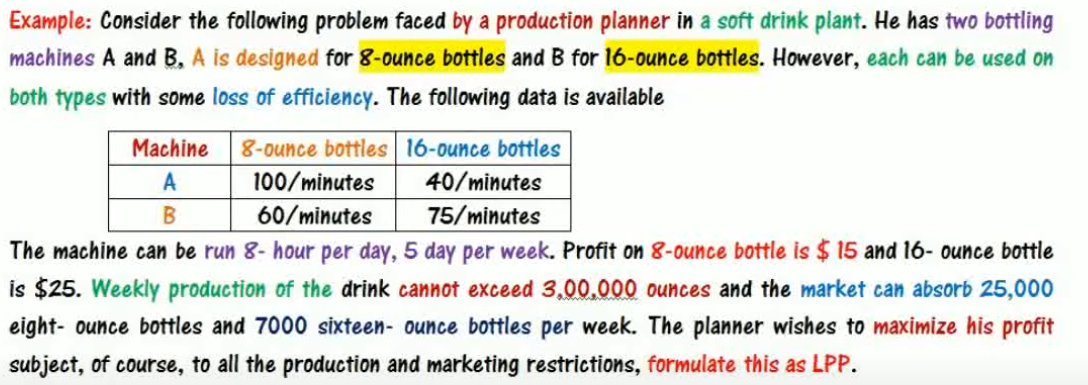 Example: Consider the following problem faced by a production planner in a soft drink plant. He has two bottling
machines A and B, A is designed for 8-ounce bottles and B for 16-ounce bottles. However, each can be used on
both types with some loss of efficiency. The following data is available
Machine 8-ounce bottles 16-ounce bottles
A 100/minutes 40/minutes
B 60/minutes 75/minutes
The machine can be run 8- hour per day, 5 day per week. Profit on 8-ounce bottle is $ 15 and 16- ounce bottle
is $25. Weekly production of the drink cannot exceed 3,00,000 ounces and the market can absorb 25,000
eight- ounce bottles and 7000 sixteen- ounce bottles per week. The planner wishes to maximize his profit
subject, of course, to all the production and marketing restrictions, formulate this as LPP.